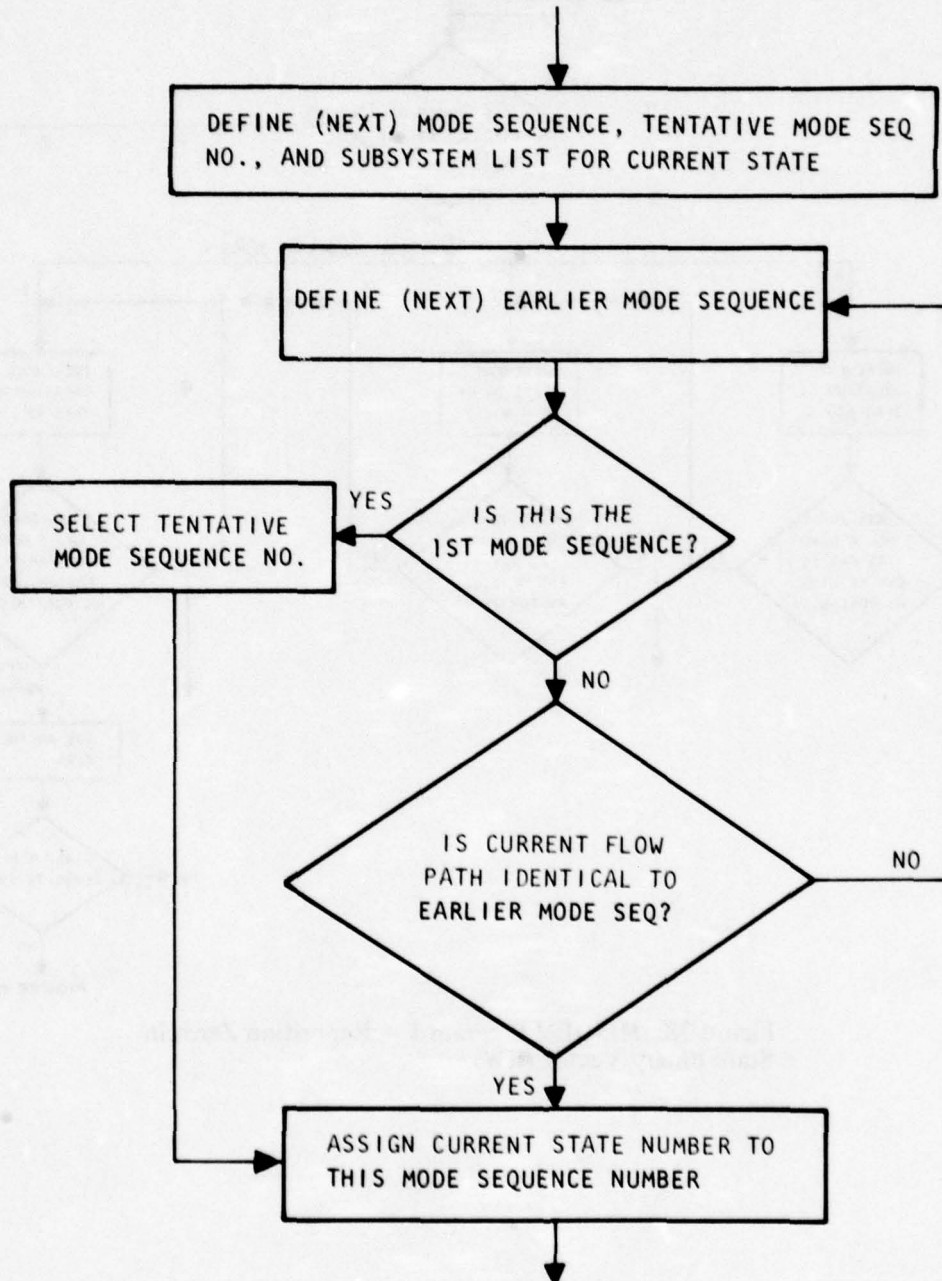 DEFINE (NEXT) MODE SEQUENCE, TENTATIVE MODE SEQ
NO., AND SUBSYSTEM LIST FOR CURRENT STATE
DEFINE (NEXT) EARLIER MODE SEQUENCE
IS THIS THE
1ST MODE SEQUENCE?
YES
SELECT TENTATIVE
MODE SEQUENCE NO.
NO
IS CURRENT FLOW
PATH IDENTICAL TO
EARLIER MODE SEQ?
NO
YES
ASSIGN CURRENT STATE NUMBER TO
THIS MODE SEQUENCE NUMBER